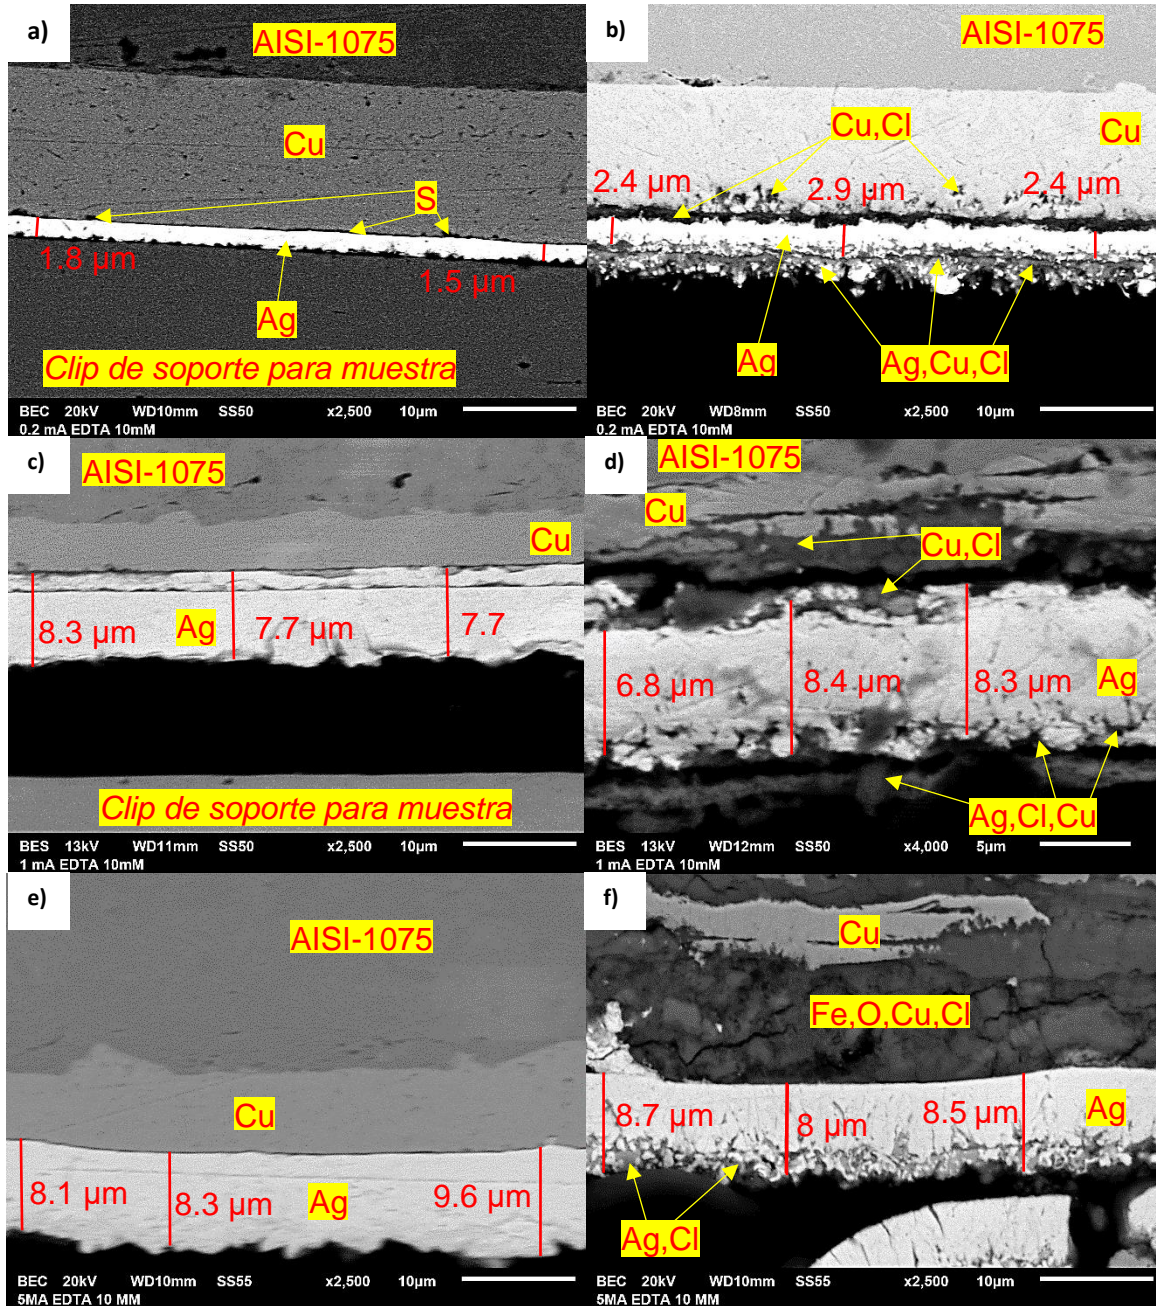 a)
AISI-1075
Cu
S
1.8 µm
1.5 µm
Ag
Clip de soporte para muestra
BEC 20kV WD10mm SS50 x2,500 10µm
0.2 mA EDTA 10mM
b)
AISI-1075
Cu,Cl
Cu
2.4 µm
2.9 µm
2.4 µm
Ag
Ag,Cu,Cl
BEC 20kV WD8mm SS50 x2,500 10µm
0.2 mA EDTA 10mM
c)
AISI-1075
Cu
8.3 µm
Ag
7.7 µm
7.7
Clip de soporte para muestra
BES 13kV WD11mm SS50 x2,500 10µm
1 mA EDTA 10mM
d)
AISI-1075
Cu
Cu,Cl
6.8 µm
8.4 µm
8.3 µm
Ag
Ag,Cl,Cu
BES 13kV WD12mm SS50 x4,000 5µm
1 mA EDTA 10mM
e)
AISI-1075
Cu
8.1 µm
8.3 µm
Ag
9.6 µm
BEC 20kV WD10mm SS55 x2,500 10µm
5MA EDTA 10 MM
f)
Cu
Fe,O,Cu,Cl
8.7 µm
8 µm
8.5 µm
Ag
Ag,Cl
BEC 20kV WD10mm SS55 x2,500 10µm
5MA EDTA 10 MM